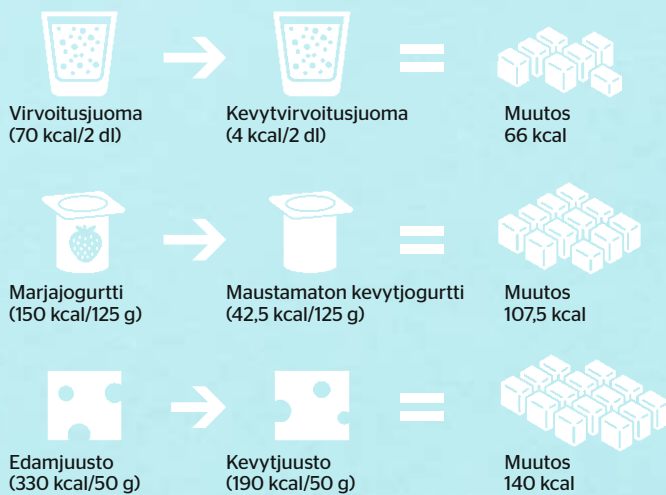 Virvoitusjuoma
(70 kcal/2 dl)
Kevytvirvoitusjuoma
(4 kcal/2 dl)
Muutos
66 kcal
Marjajogurtti
(150 kcal/125 g)
Maustamaton kevytjogurtti
(42,5 kcal/125 g)
Muutos
107,5 kcal
Edamjuusto
(330 kcal/50 g)
Kevytjuusto
(190 kcal/50 g)
Muutos
140 kcal